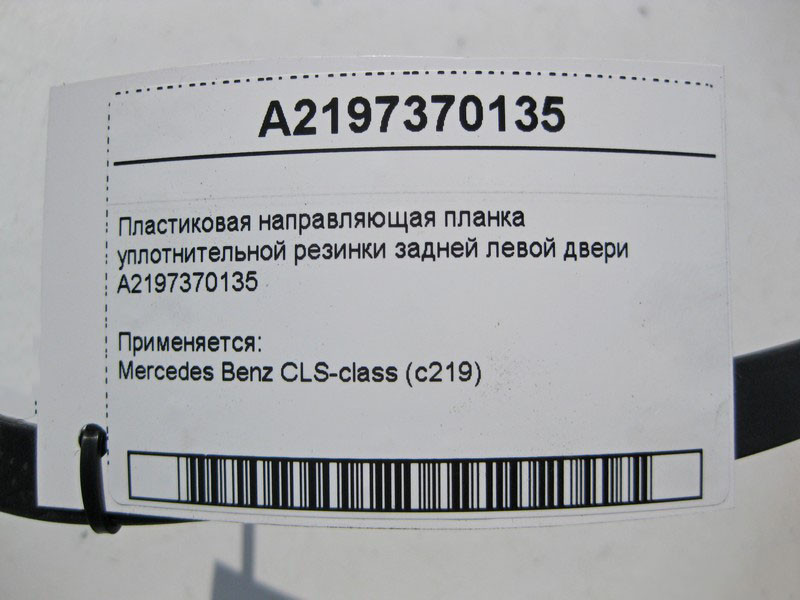 A2197370135
Пластиковая направляющая планка
уплотнительной резинки задней левой двери
A2197370135
Применяется:
Mercedes Benz CLS-class (c219)